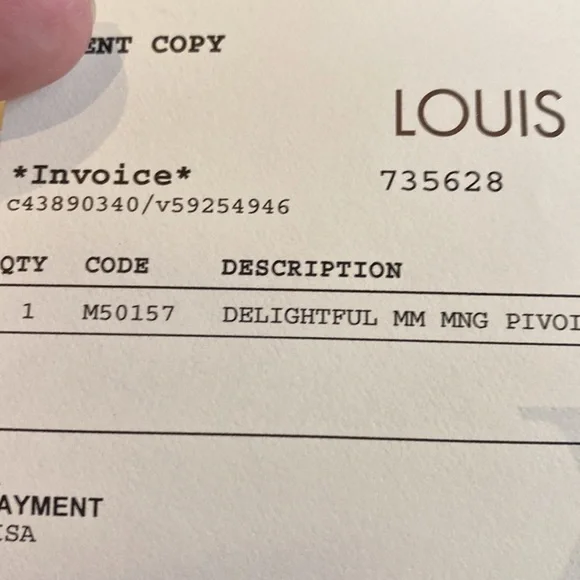 ENT COPY
LOUIS
*Invoice* 735628
c43890340/v59254946
QTY CODE DESCRIPTION
1 M50157 DELIGHTFUL MM MNG PIVOI
AYMENT
ISA